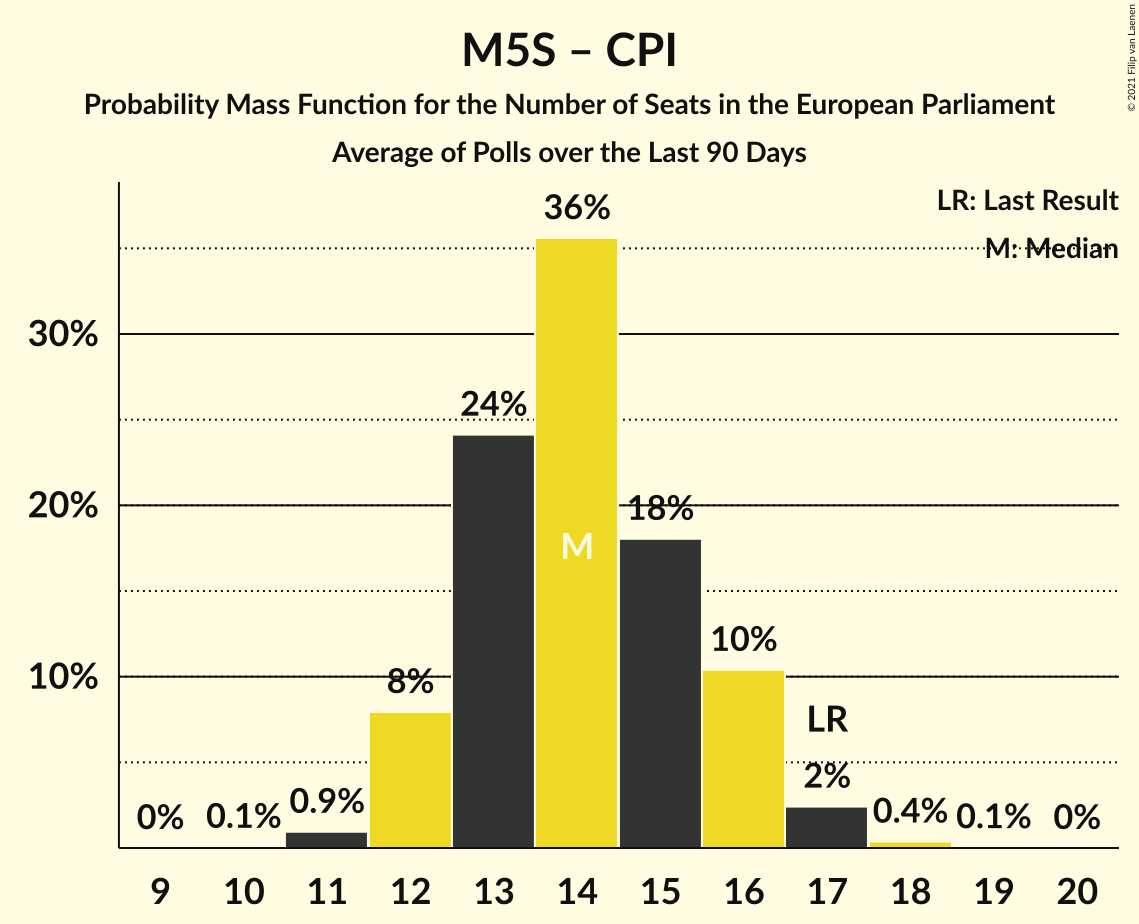 M5S – CPI
Probability Mass Function for the Number of Seats in the European Parliament
Average of Polls over the Last 90 Days
© 2021 Filip van Laenen
LR: Last Result
M: Median
30%
20%
10%
0%
0.1%
0.9%
8%
24%
36%
M
18%
10%
LR
2%
0.4%
0.1%
0%
9 10 11 12 13 14 15 16 17 18 19 20